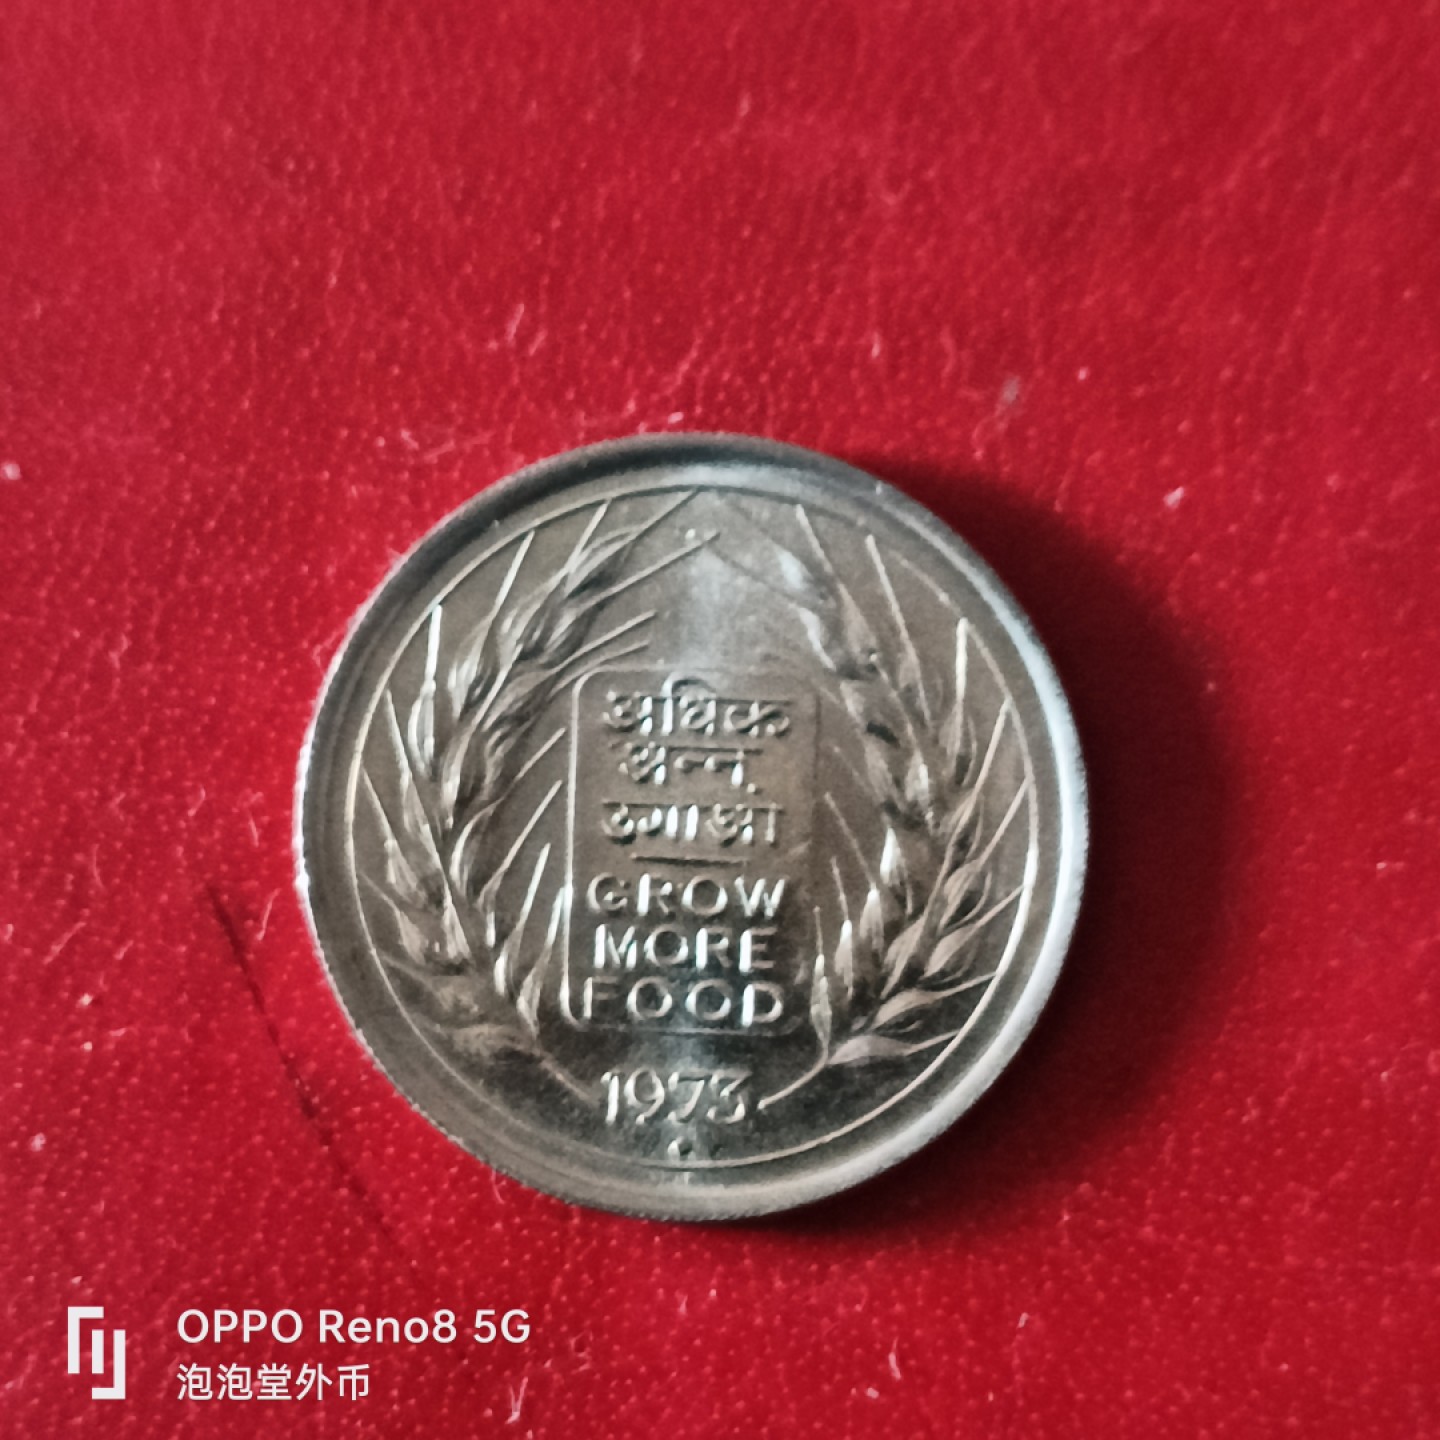 अधिक
अन्न
उगाओ
GROW
MORE
FOOD
1973
OPPO Reno8 5G
泡泡堂外币